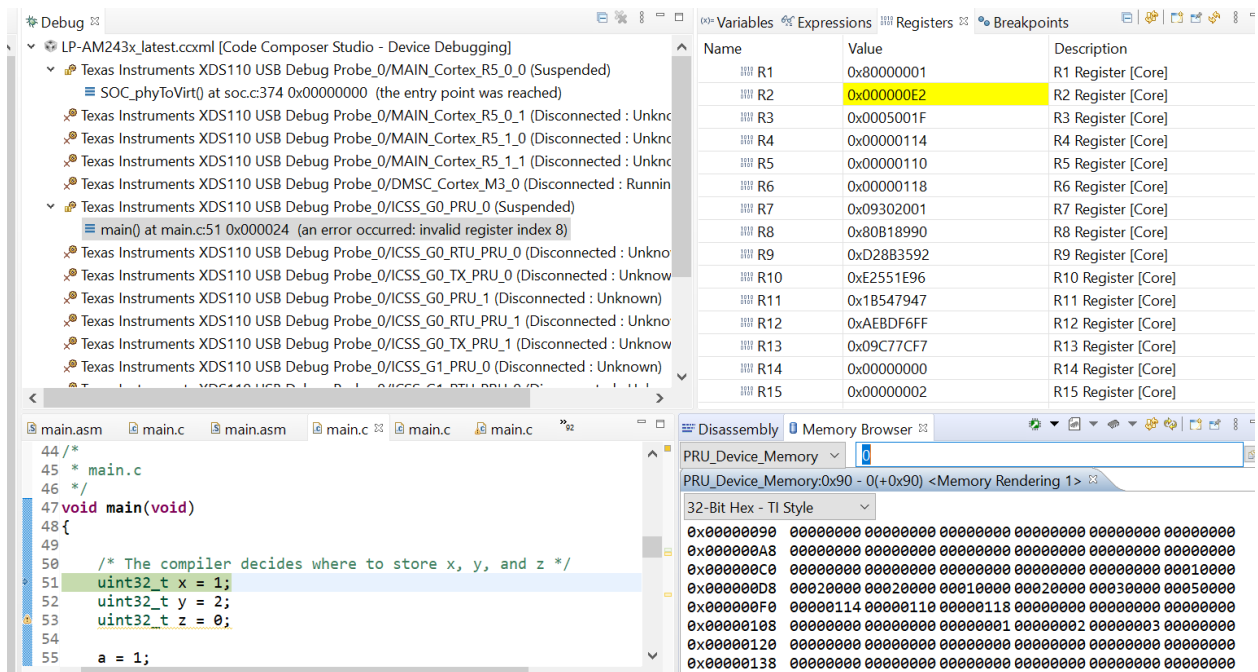 Debug
LP-AM243x_latest.ccxml [Code Composer Studio - Device Debugging]
Texas Instruments XDS110 USB Debug Probe_0/MAIN_Cortex_R5_0_0 (Suspended)
SOC_phyToVirt() at soc.c:374 0x00000000 (the entry point was reached)
Texas Instruments XDS110 USB Debug Probe_0/MAIN_Cortex_R5_0_1 (Disconnected : Unkno
Texas Instruments XDS110 USB Debug Probe_0/MAIN_Cortex_R5_1_0 (Disconnected : Unkno
Texas Instruments XDS110 USB Debug Probe_0/MAIN_Cortex_R5_1_1 (Disconnected : Unkno
Texas Instruments XDS110 USB Debug Probe_0/DMSC_Cortex_M3_0 (Disconnected : Runnin
Texas Instruments XDS110 USB Debug Probe_0/ICSS_G0_PRU_0 (Suspended)
main() at main.c:51 0x000024 (an error occurred: invalid register index 8)
Texas Instruments XDS110 USB Debug Probe_0/ICSS_G0_RTU_PRU_0 (Disconnected : Unkno
Texas Instruments XDS110 USB Debug Probe_0/ICSS_G0_TX_PRU_0 (Disconnected : Unknow
Texas Instruments XDS110 USB Debug Probe_0/ICSS_G0_PRU_1 (Disconnected : Unknown)
Texas Instruments XDS110 USB Debug Probe_0/ICSS_G0_RTU_PRU_1 (Disconnected : Unkno
Texas Instruments XDS110 USB Debug Probe_0/ICSS_G0_TX_PRU_1 (Disconnected : Unknow
Texas Instruments XDS110 USB Debug Probe_0/ICSS_G1_PRU_0 (Disconnected : Unknown)
Variables Expressions Registers Breakpoints
Name Value Description
R1 0x80000001 R1 Register [Core]
R2 0x000000E2 R2 Register [Core]
R3 0x0005001F R3 Register [Core]
R4 0x00000114 R4 Register [Core]
R5 0x00000110 R5 Register [Core]
R6 0x00000118 R6 Register [Core]
R7 0x09302001 R7 Register [Core]
R8 0x80B18990 R8 Register [Core]
R9 0xD28B3592 R9 Register [Core]
R10 0xE2551E96 R10 Register [Core]
R11 0x1B547947 R11 Register [Core]
R12 0xAEBDF6FF R12 Register [Core]
R13 0x09C77CF7 R13 Register [Core]
R14 0x00000000 R14 Register [Core]
R15 0x00000002 R15 Register [Core]
main.asm main.c main.asm main.c main.c main.c »92
44 /*
45 * main.c
46 */
47 void main(void)
48 {
49
50 /* The compiler decides where to store x, y, and z */
51 uint32_t x = 1;
52 uint32_t y = 2;
53 uint32_t z = 0;
54
55 a = 1;
Disassembly Memory Browser
PRU_Device_Memory 0
PRU_Device_Memory:0x90 - 0(+0x90) <Memory Rendering 1>
32-Bit Hex - TI Style
0x00000090 00000000 00000000 00000000 00000000 00000000 00000000
0x000000A8 00000000 00000000 00000000 00000000 00000000 00000000
0x000000C0 00000000 00000000 00000000 00000000 00000000 00010000
0x000000D8 00020000 00020000 00010000 00020000 00030000 00050000
0x000000F0 00000114 00000110 00000118 00000000 00000000 00000000
0x00000108 00000000 00000000 00000001 00000002 00000003 00000000
0x00000120 00000000 00000000 00000000 00000000 00000000 00000000
0x00000138 00000000 00000000 00000000 00000000 00000000 00000000